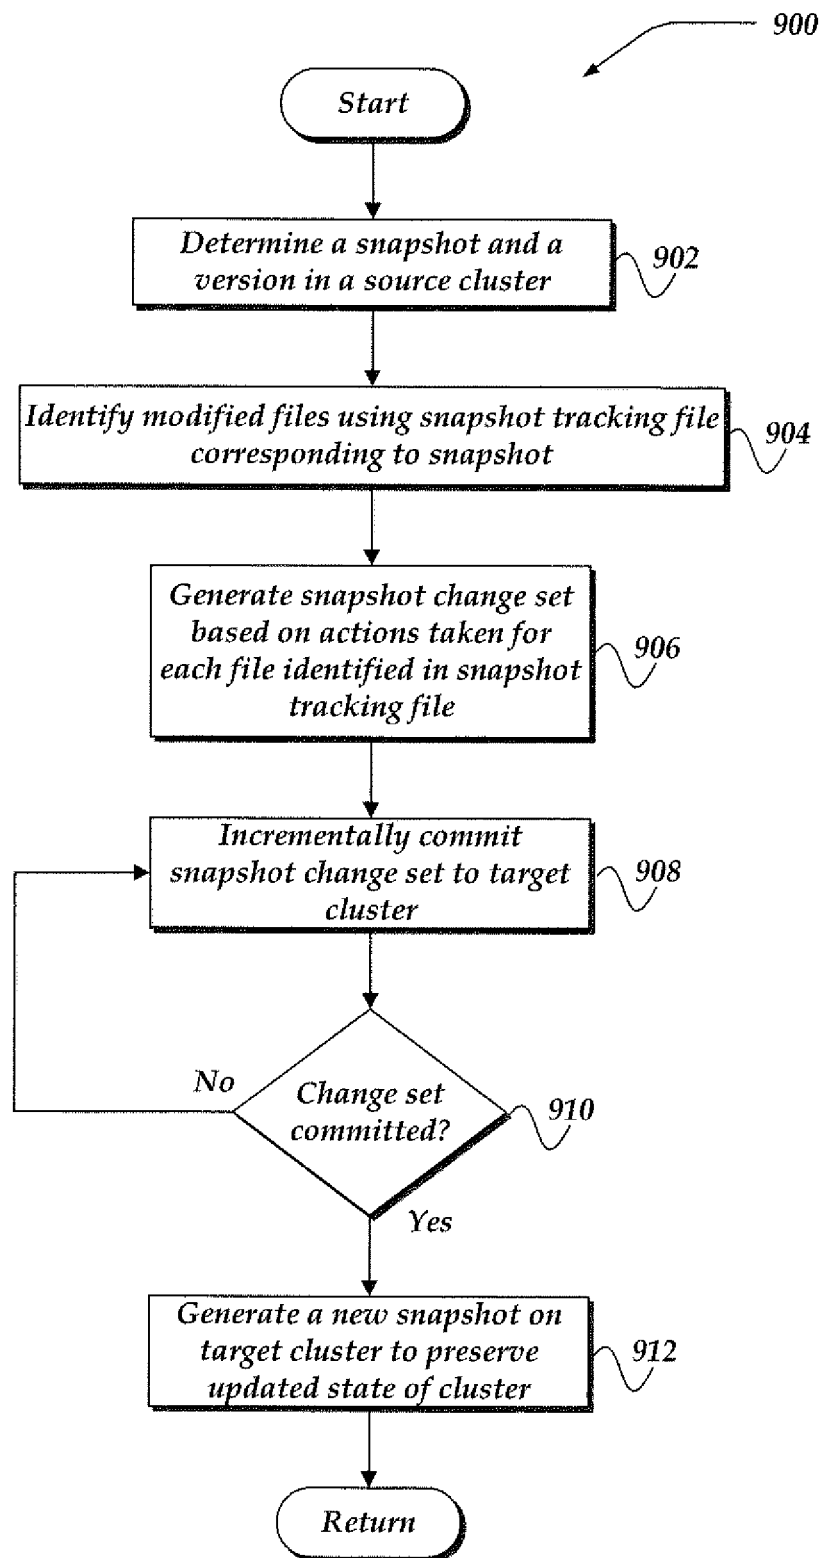 900
Start
Determine a snapshot and a
version in a source cluster
902
Identify modified files using snapshot tracking file
corresponding to snapshot
904
Generate snapshot change set
based on actions taken for
each file identified in snapshot
tracking file
906
Incrementally commit
snapshot change set to target
cluster
908
No
Change set
committed?
910
Yes
Generate a new snapshot on
target cluster to preserve
updated state of cluster
912
Return